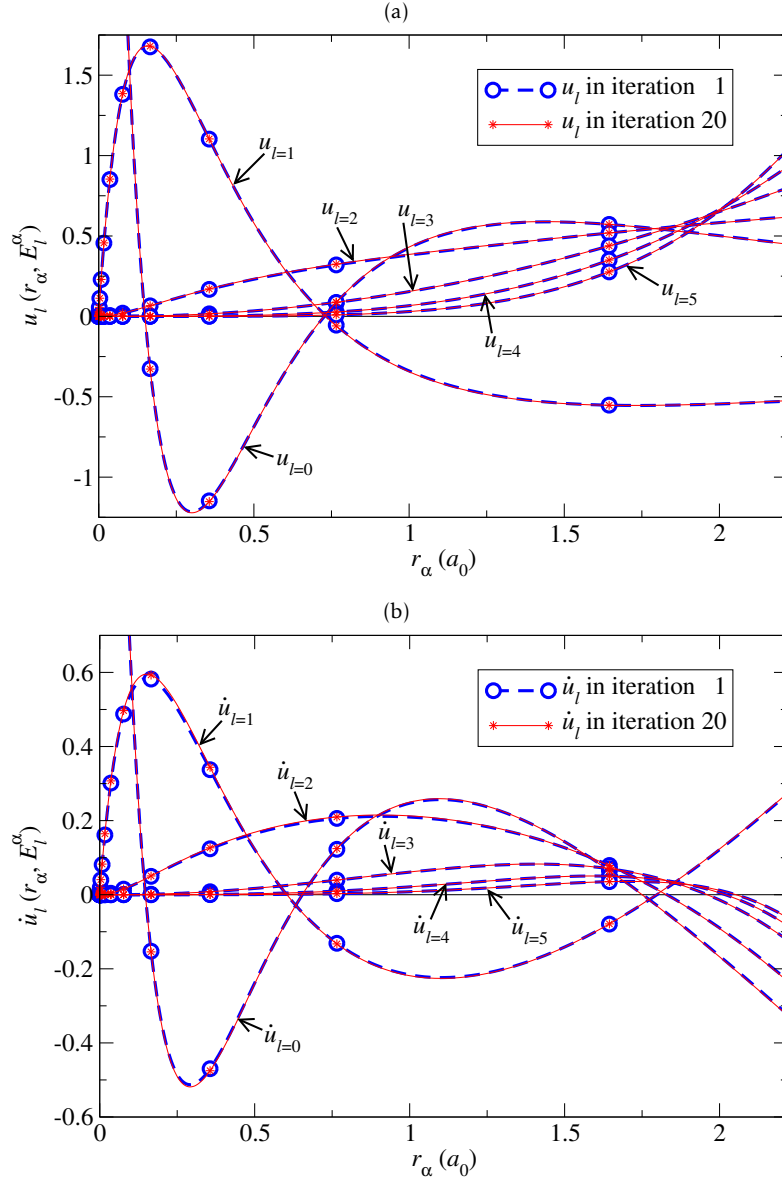 (a)
1.5
1
0.5
0
-0.5
-1
u_l (r_α, E_l^α)
u_l in iteration 1
u_l in iteration 20
u_{l=1}
u_{l=2}
u_{l=3}
u_{l=5}
u_{l=4}
u_{l=0}
0 0.5 1 1.5 2
r_α (a_0)
(b)
0.6
0.4
0.2
0
-0.2
-0.4
-0.6
u̇_l (r_α, E_l^α)
u̇_l in iteration 1
u̇_l in iteration 20
u̇_{l=1}
u̇_{l=2}
u̇_{l=3}
u̇_{l=4} u̇_{l=5}
u̇_{l=0}
0 0.5 1 1.5 2
r_α (a_0)